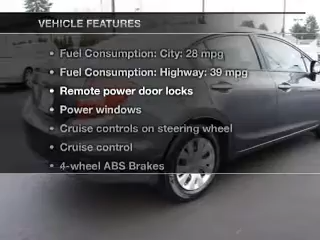 VEHICLE FEATURES
• Fuel Consumption: City: 28 mpg
• Fuel Consumption: Highway: 39 mpg
• Remote power door locks
• Power windows
• Cruise controls on steering wheel
• Cruise control
• 4-wheel ABS Brakes